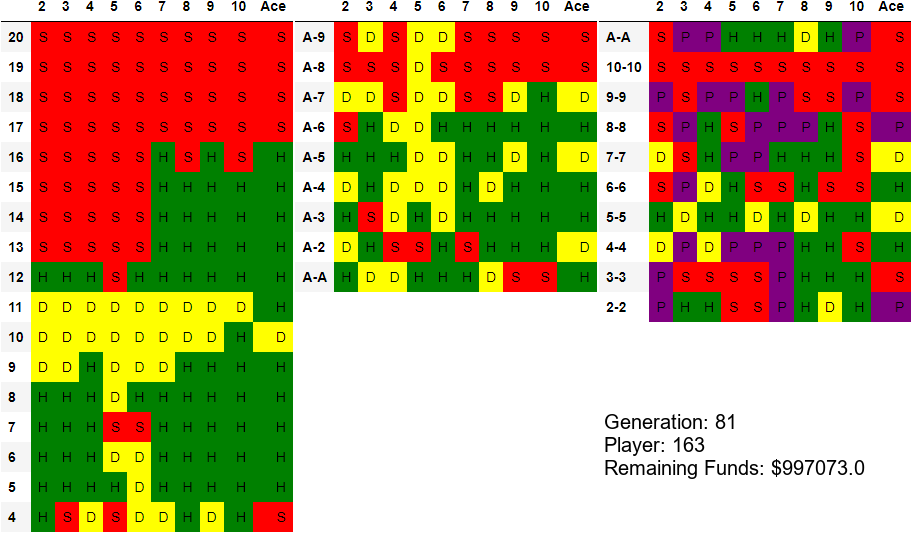 2 3 4 5 6 7 8 9 10 Ace
20 S S S S S S S S S S
19 S S S S S S S S S S
18 S S S S S S S S S S
17 S S S S S S S S S S
16 S S S S S H S H S H
15 S S S S S H H H H H
14 S S S S S H H H H H
13 S S S S S H H H H H
12 H H H S H H H H H H
11 D D D D D D D D D H
10 D D D D D D D D H D
9 D D H D D D H H H H
8 H H H D H H H H H H
7 H H H S S H H H H H
6 H H H D D H H H H H
5 H H H H D H H H H H
4 H S D S D D H D H S
2 3 4 5 6 7 8 9 10 Ace
A-9 S D S D D S S S S S
A-8 S S S D S S S S S S
A-7 D D S D D S S D H D
A-6 S H D D H H H H H H
A-5 H H H D D H H D H D
A-4 D H D D D H D H H H
A-3 H S D H D H H H H H
A-2 D H S S H S H H H D
A-A H D D H H H D S S H
2 3 4 5 6 7 8 9 10 Ace
A-A S P P H H H D H P S
10-10 S S S S S S S S S S
9-9 P S P P H P S S P S
8-8 S P H S P P P H S P
7-7 D S H P P H H H S D
6-6 S P D H S S H S S H
5-5 H D H H D H D H H D
4-4 D P D P P P H H S H
3-3 P S S S S P H H H S
2-2 P H H S S P H D H P
Generation: 81
Player: 163
Remaining Funds: $997073.0